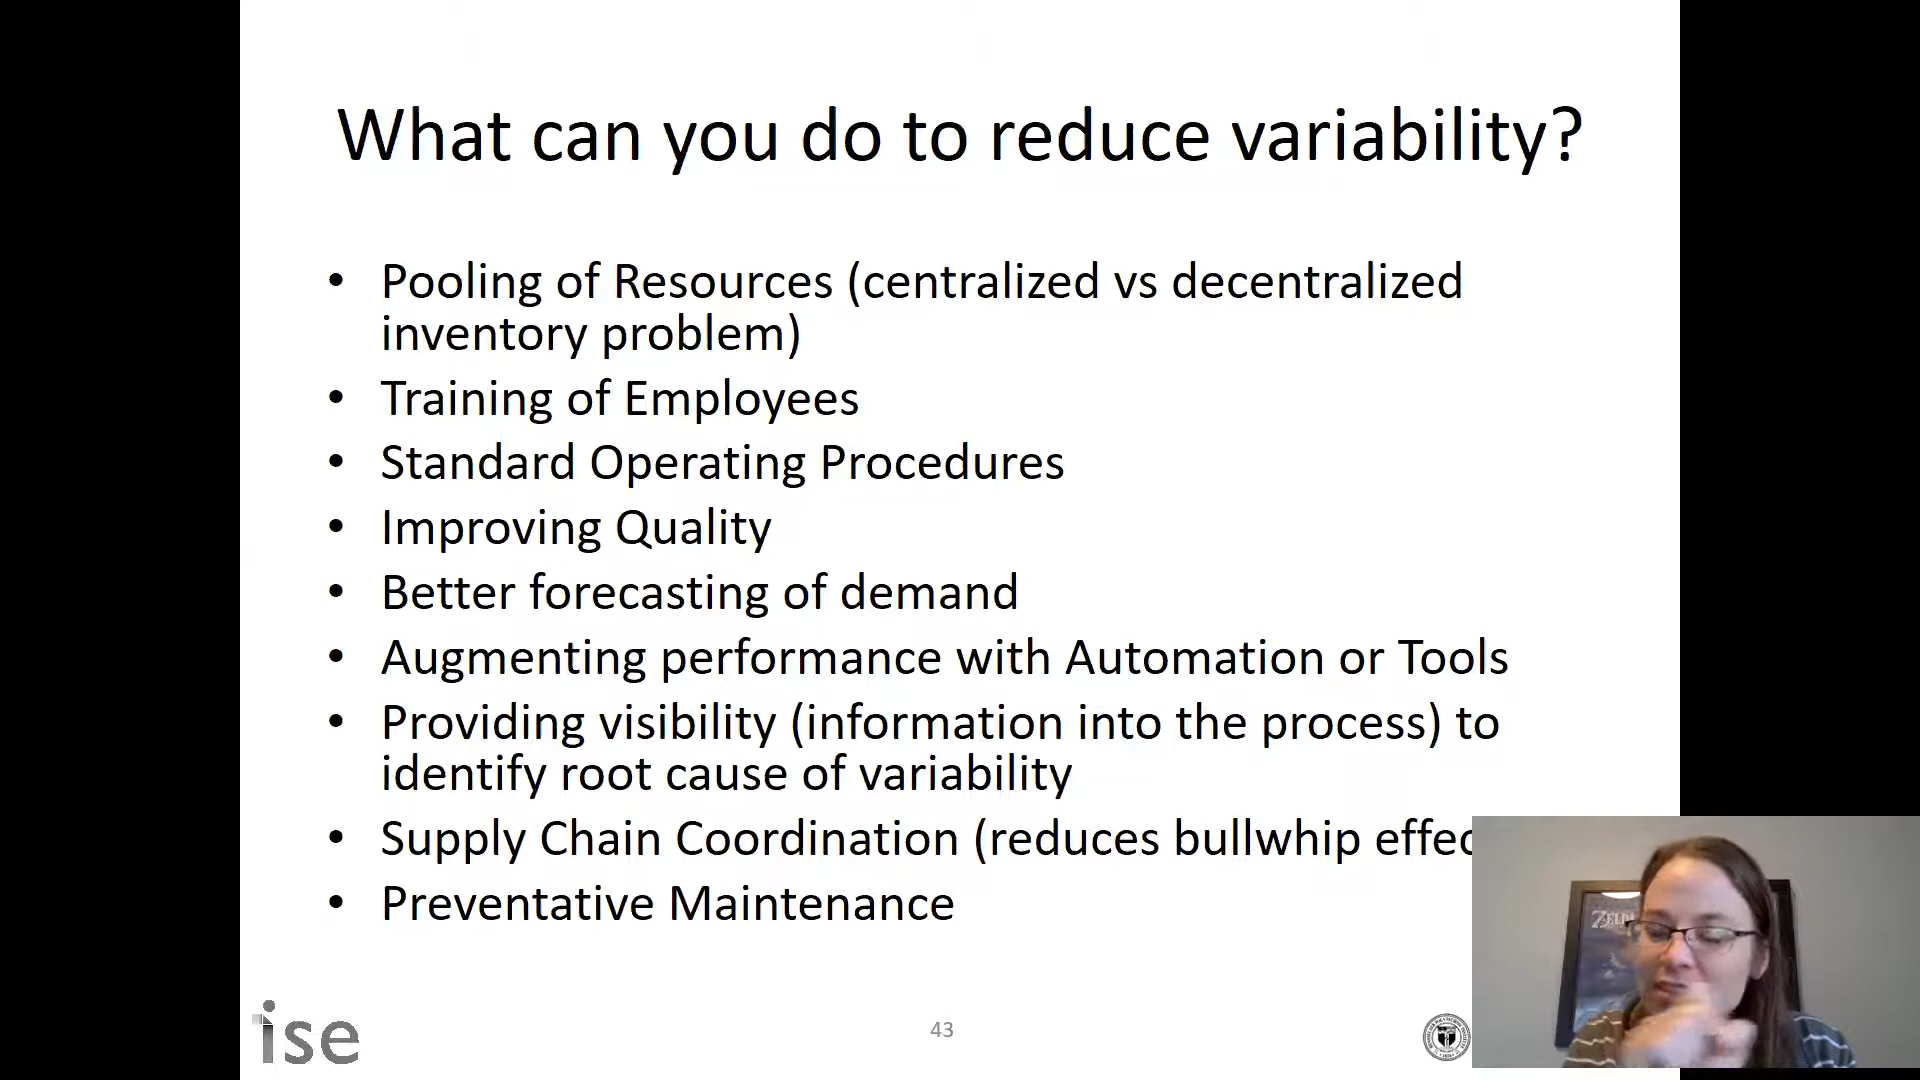 What can you do to reduce variability?
• Pooling of Resources (centralized vs decentralized
inventory problem)
• Training of Employees
• Standard Operating Procedures
• Improving Quality
• Better forecasting of demand
• Augmenting performance with Automation or Tools
• Providing visibility (information into the process) to
identify root cause of variability
• Supply Chain Coordination (reduces bullwhip effec
• Preventative Maintenance
ise
43